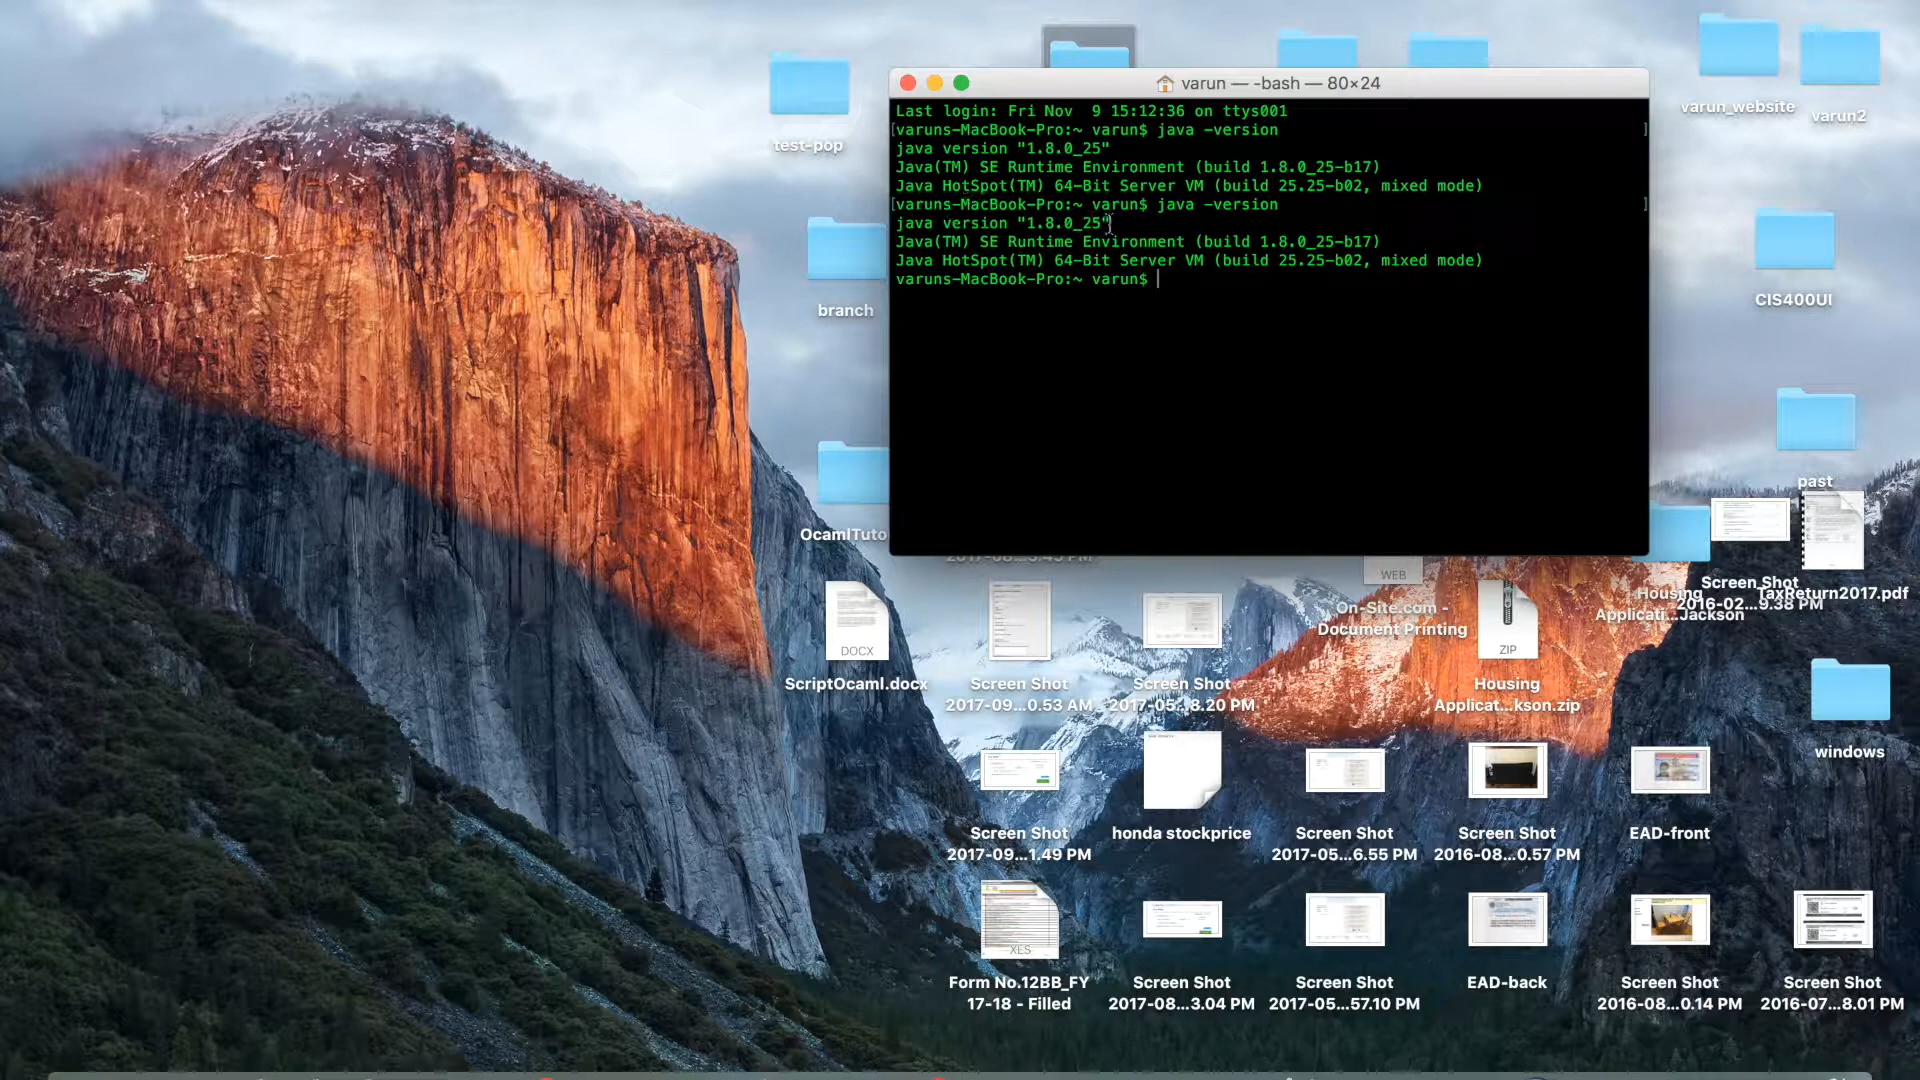 varun — -bash — 80×24
Last login: Fri Nov  9 15:12:36 on ttys001
[varuns-MacBook-Pro:~ varun$ java -version ]
java version "1.8.0_25"
Java(TM) SE Runtime Environment (build 1.8.0_25-b17)
Java HotSpot(TM) 64-Bit Server VM (build 25.25-b02, mixed mode)
[varuns-MacBook-Pro:~ varun$ java -version ]
java version "1.8.0_25"
Java(TM) SE Runtime Environment (build 1.8.0_25-b17)
Java HotSpot(TM) 64-Bit Server VM (build 25.25-b02, mixed mode)
varuns-MacBook-Pro:~ varun$
test-pop
varun_website
varun2
branch
CIS400UI
past
OcamlTuto
WEB
On-Site.com -
Document Printing
Housing
Applicati...Jackson
Screen Shot
2016-02...9.38 PM
TaxReturn2017.pdf
DOCX
ScriptOcaml.docx
Screen Shot
2017-09...0.53 AM
Screen Shot
2017-05...8.20 PM
ZIP
Housing
Applicat...kson.zip
windows
Screen Shot
2017-09...1.49 PM
honda stockprice
Screen Shot
2017-05...6.55 PM
Screen Shot
2016-08...0.57 PM
EAD-front
XLS
Form No.12BB_FY
17-18 - Filled
Screen Shot
2017-08...3.04 PM
Screen Shot
2017-05...57.10 PM
EAD-back
Screen Shot
2016-08...0.14 PM
Screen Shot
2016-07...8.01 PM